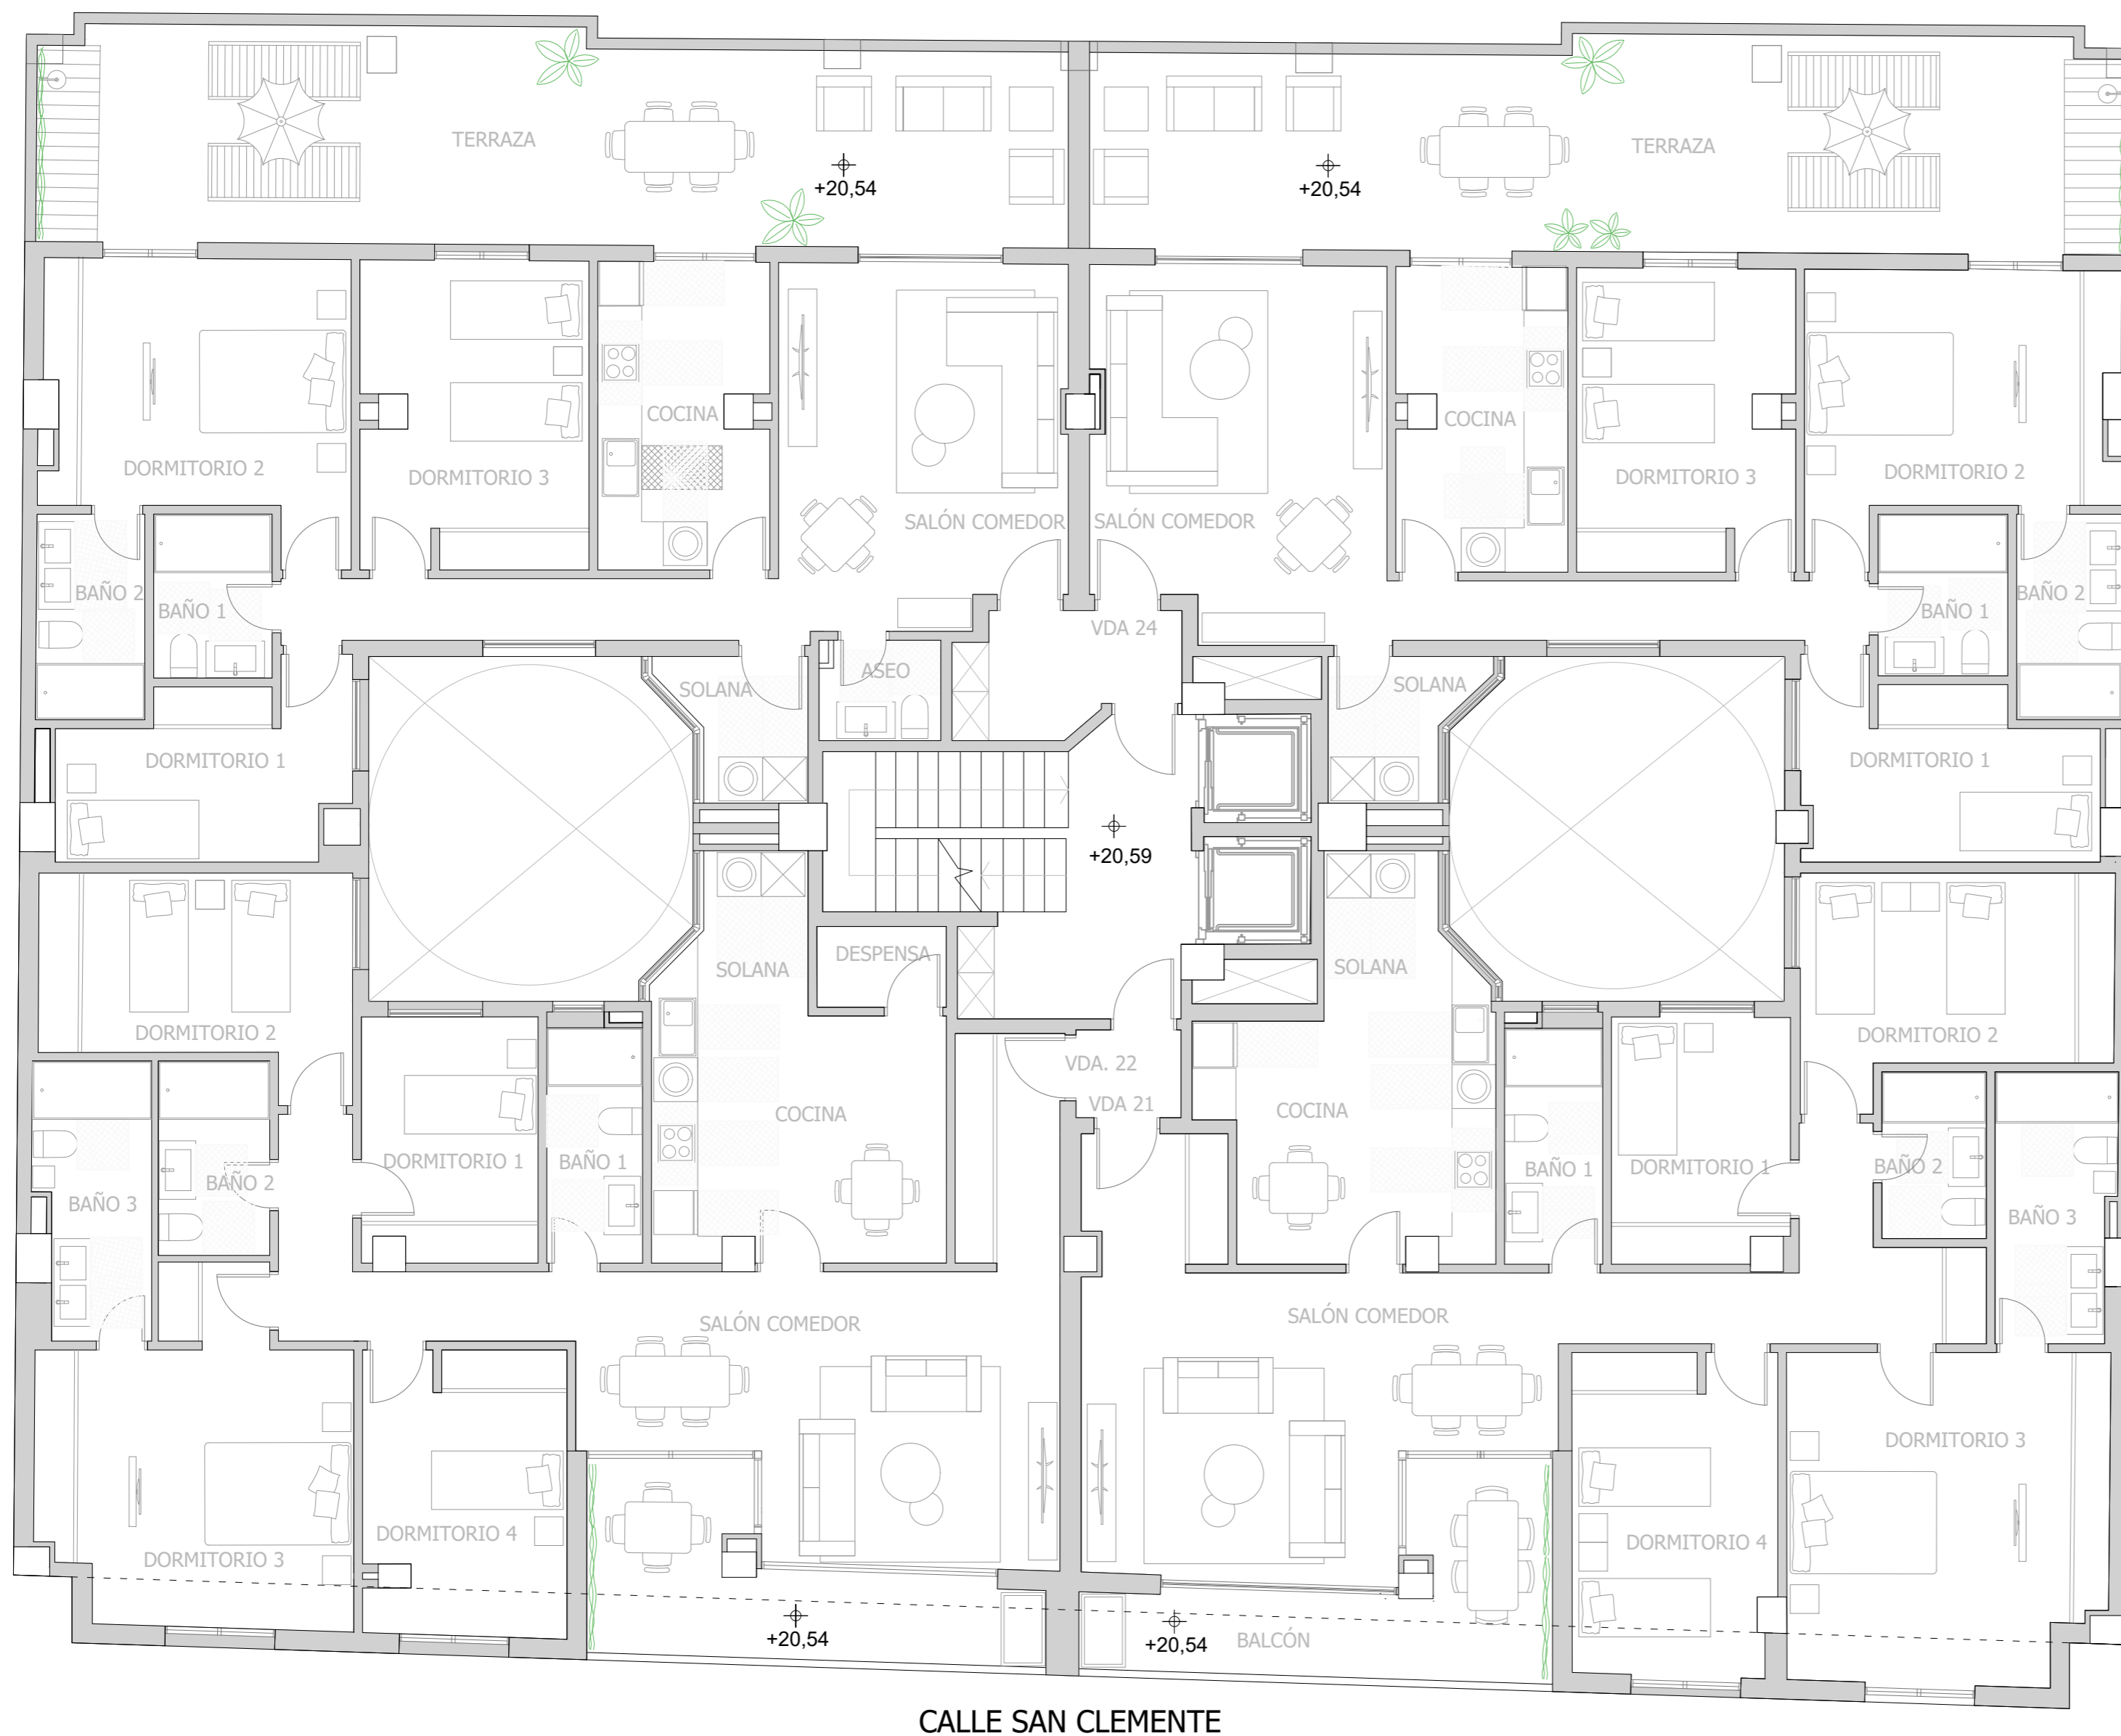 TERRAZA
TERRAZA
+20,54
+20,54
COCINA
COCINA
DORMITORIO 2
DORMITORIO 3
DORMITORIO 3
DORMITORIO 2
SALÓN COMEDOR
SALÓN COMEDOR
BAÑO 2
BAÑO 1
BAÑO 1
BAÑO 2
VDA 24
ASEO
SOLANA
SOLANA
DORMITORIO 1
DORMITORIO 1
+20,59
DESPENSA
SOLANA
SOLANA
DORMITORIO 2
DORMITORIO 2
VDA. 22
VDA 21
COCINA
COCINA
DORMITORIO 1
BAÑO 1
BAÑO 1
DORMITORIO 1
BAÑO 2
BAÑO 2
BAÑO 3
BAÑO 3
SALÓN COMEDOR
SALÓN COMEDOR
DORMITORIO 3
DORMITORIO 4
DORMITORIO 4
DORMITORIO 3
+20,54
+20,54
BALCÓN
CALLE SAN CLEMENTE